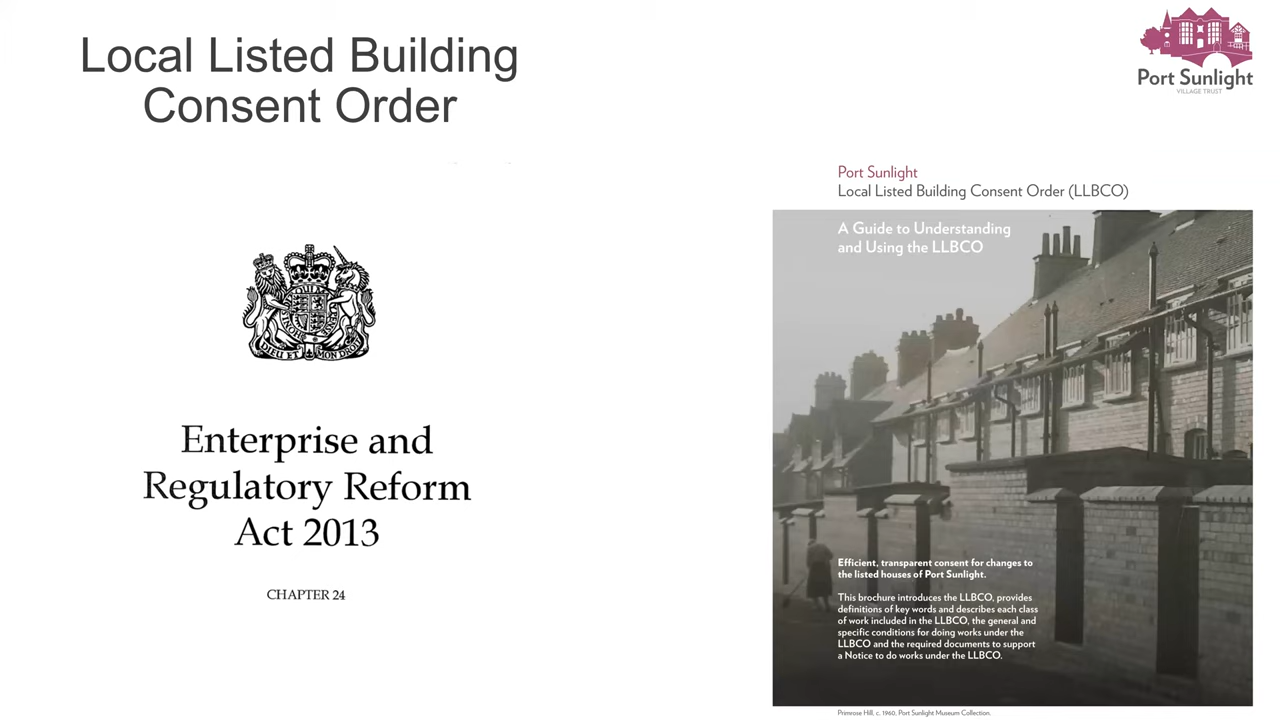 Local Listed Building
Consent Order
Port Sunlight
VILLAGE TRUST
DIEU ET MON DROIT
Enterprise and
Regulatory Reform
Act 2013
CHAPTER 24
Port Sunlight
Local Listed Building Consent Order (LLBCO)
A Guide to Understanding
and Using the LLBCO
Efficient, transparent consent for changes to
the listed houses of Port Sunlight.
This brochure introduces the LLBCO, provides
definitions of key words and describes each class
of work included in the LLBCO, the general and
specific conditions for doing works under the
LLBCO and the required documents to support
a Notice to do works under the LLBCO.
Primrose Hill, c. 1960, Port Sunlight Museum Collection.